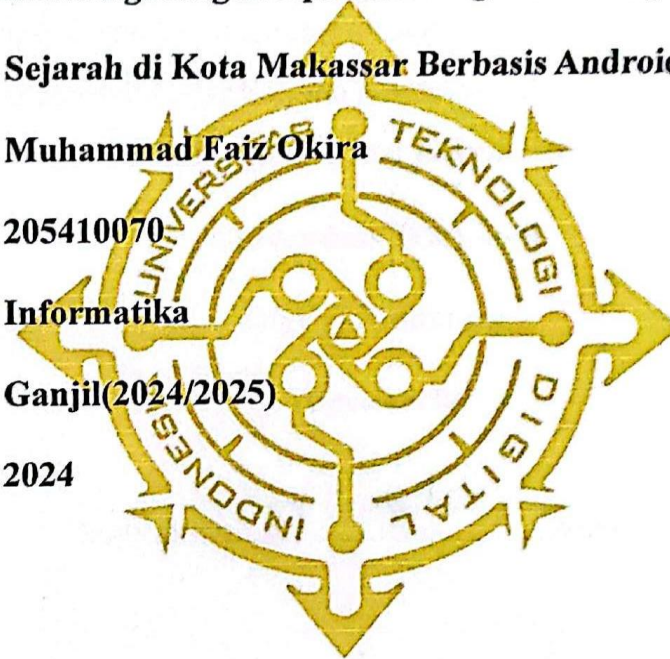 Sejarah di Kota Makassar Berbasis Android
Muhammad Faiz Okira
205410070
Informatika
Ganjil(2024/2025)
2024
UNIVERSITAS TEKNOLOGI DIGITAL INDONESIA